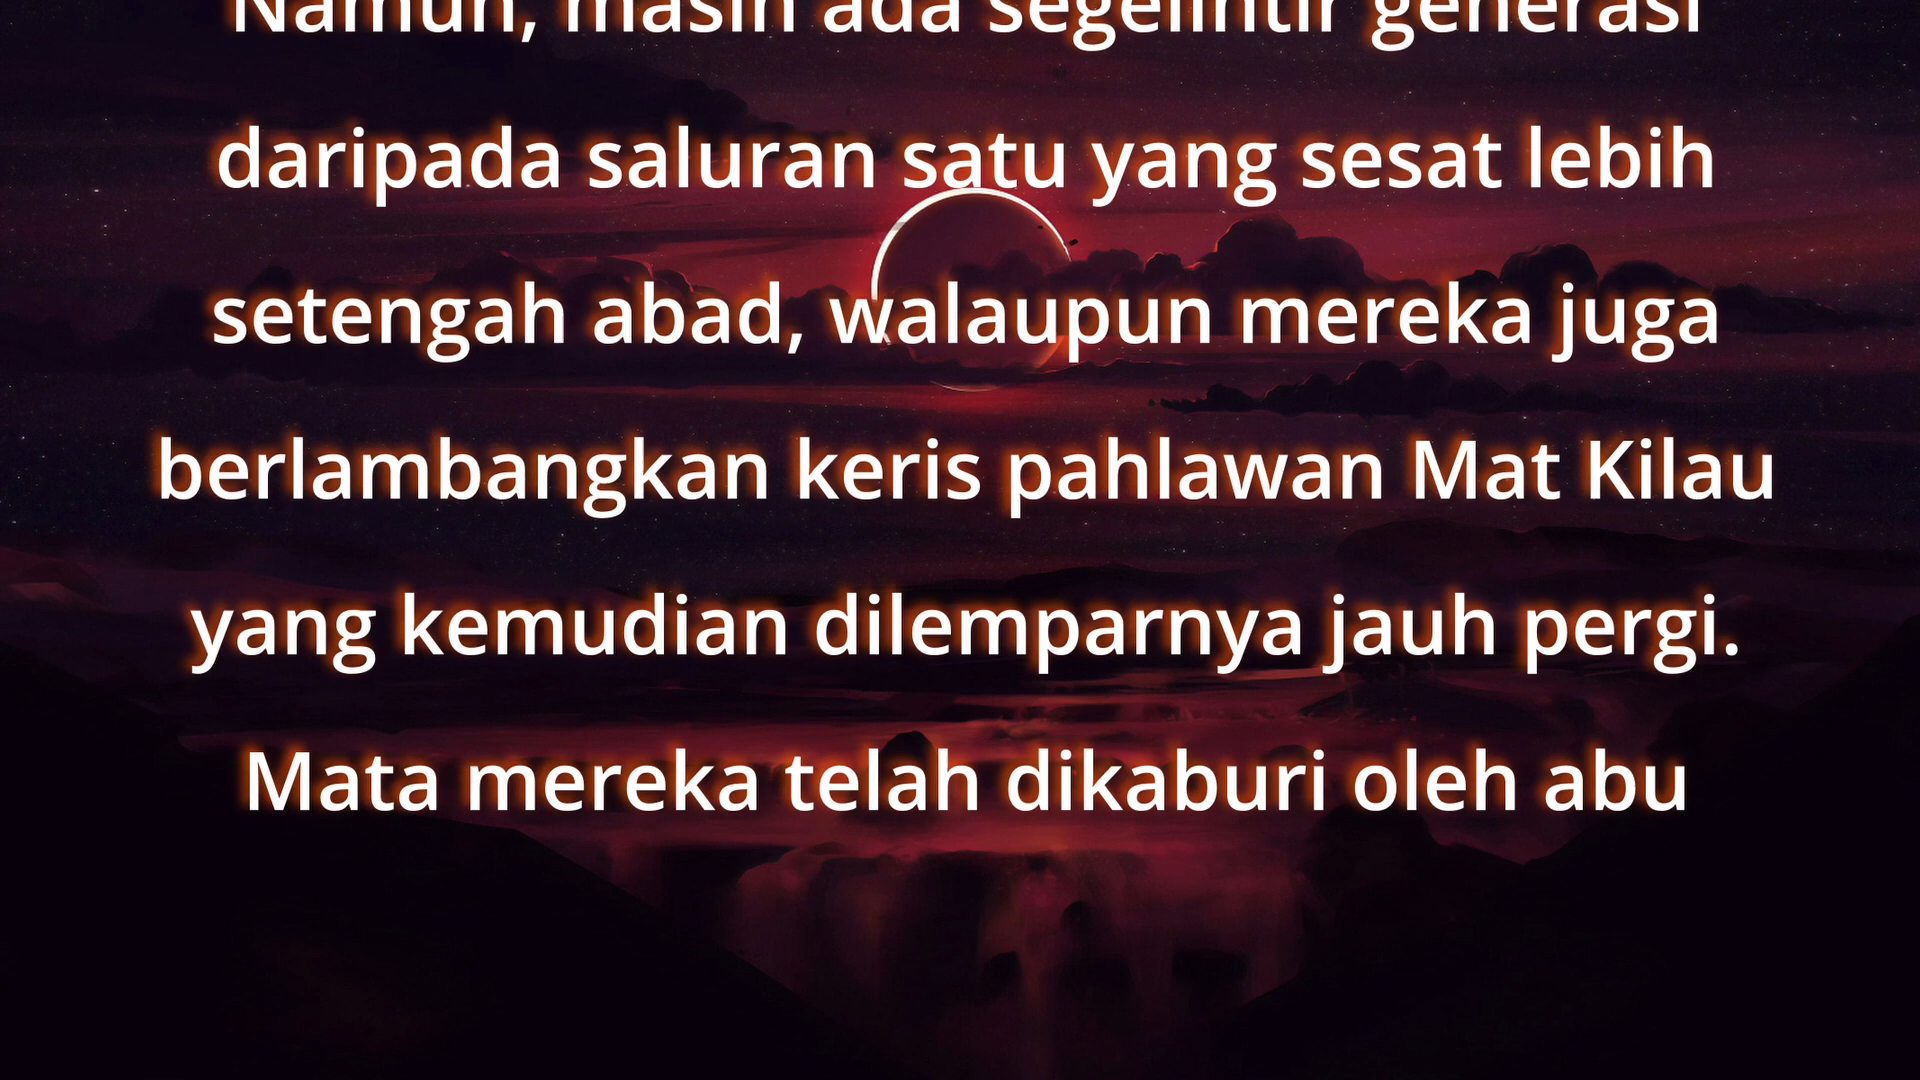 Namun, masih ada segelintir generasi
daripada saluran satu yang sesat lebih
setengah abad, walaupun mereka juga
berlambangkan keris pahlawan Mat Kilau
yang kemudian dilemparnya jauh pergi.
Mata mereka telah dikaburi oleh abu